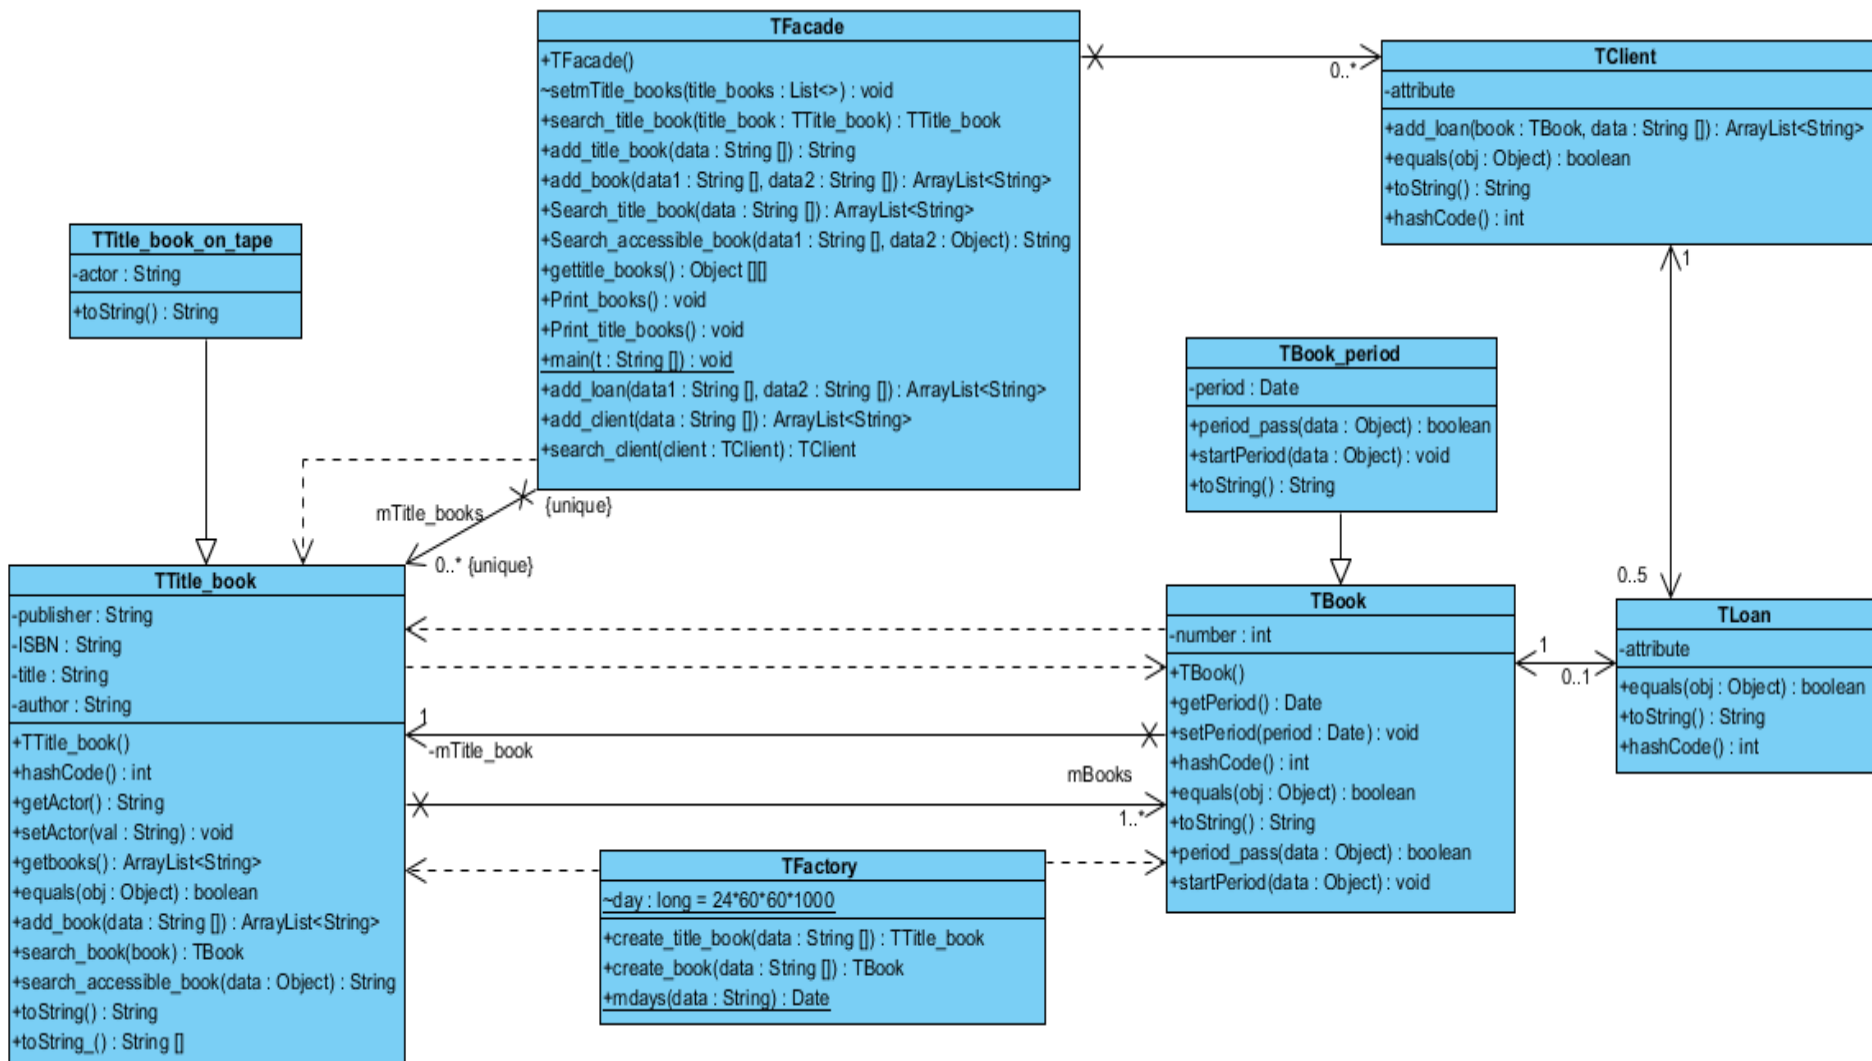 TFacade
+TFacade()
~setmTitle_books(title_books : List<>) : void
+search_title_book(title_book : TTitle_book) : TTitle_book
+add_title_book(data : String []) : String
+add_book(data1 : String [], data2 : String []) : ArrayList<String>
+Search_title_book(data : String []) : ArrayList<String>
+Search_accessible_book(data1 : String [], data2 : Object) : String
+gettitle_books() : Object [][]
+Print_books() : void
+Print_title_books() : void
+main(t : String []) : void
+add_loan(data1 : String [], data2 : String []) : ArrayList<String>
+add_client(data : String []) : ArrayList<String>
+search_client(client : TClient) : TClient
0..*
TClient
-attribute
+add_loan(book : TBook, data : String []) : ArrayList<String>
+equals(obj : Object) : boolean
+toString() : String
+hashCode() : int
TTitle_book_on_tape
-actor : String
+toString() : String
1
TBook_period
-period : Date
+period_pass(data : Object) : boolean
+startPeriod(data : Object) : void
+toString() : String
mTitle_books
{unique}
0..* {unique}
0..5
TTitle_book
-publisher : String
-ISBN : String
-title : String
-author : String
+TTitle_book()
+hashCode() : int
+getActor() : String
+setActor(val : String) : void
+getbooks() : ArrayList<String>
+equals(obj : Object) : boolean
+add_book(data : String []) : ArrayList<String>
+search_book(book) : TBook
+search_accessible_book(data : Object) : String
+toString() : String
+toString_() : String []
1
-mTitle_book
mBooks
1..*
TBook
-number : int
+TBook()
+getPeriod() : Date
+setPeriod(period : Date) : void
+hashCode() : int
+equals(obj : Object) : boolean
+toString() : String
+period_pass(data : Object) : boolean
+startPeriod(data : Object) : void
1
0..1
TLoan
-attribute
+equals(obj : Object) : boolean
+toString() : String
+hashCode() : int
TFactory
~day : long = 24*60*60*1000
+create_title_book(data : String []) : TTitle_book
+create_book(data : String []) : TBook
+mdays(data : String) : Date